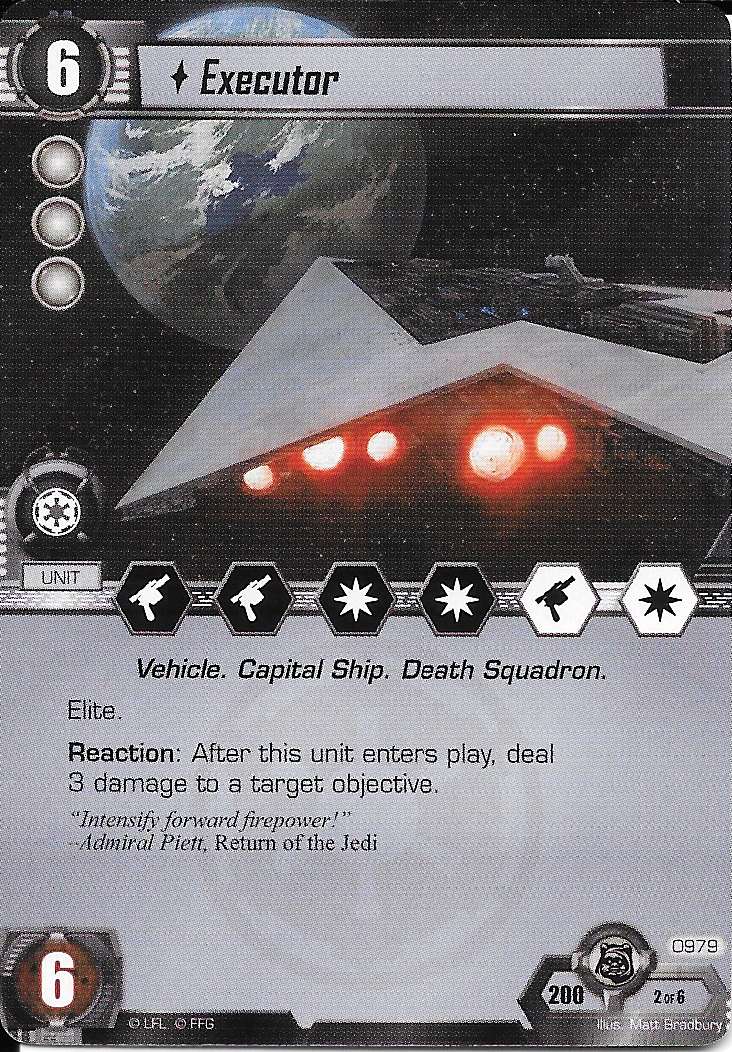 6
Executor
UNIT
Vehicle. Capital Ship. Death Squadron.
Elite.
Reaction: After this unit enters play, deal
3 damage to a target objective.
“Intensify forward firepower!”
--Admiral Piett, Return of the Jedi
6
0979
200
2 OF 6
© LFL © FFG
Illus. Matt Bradbury